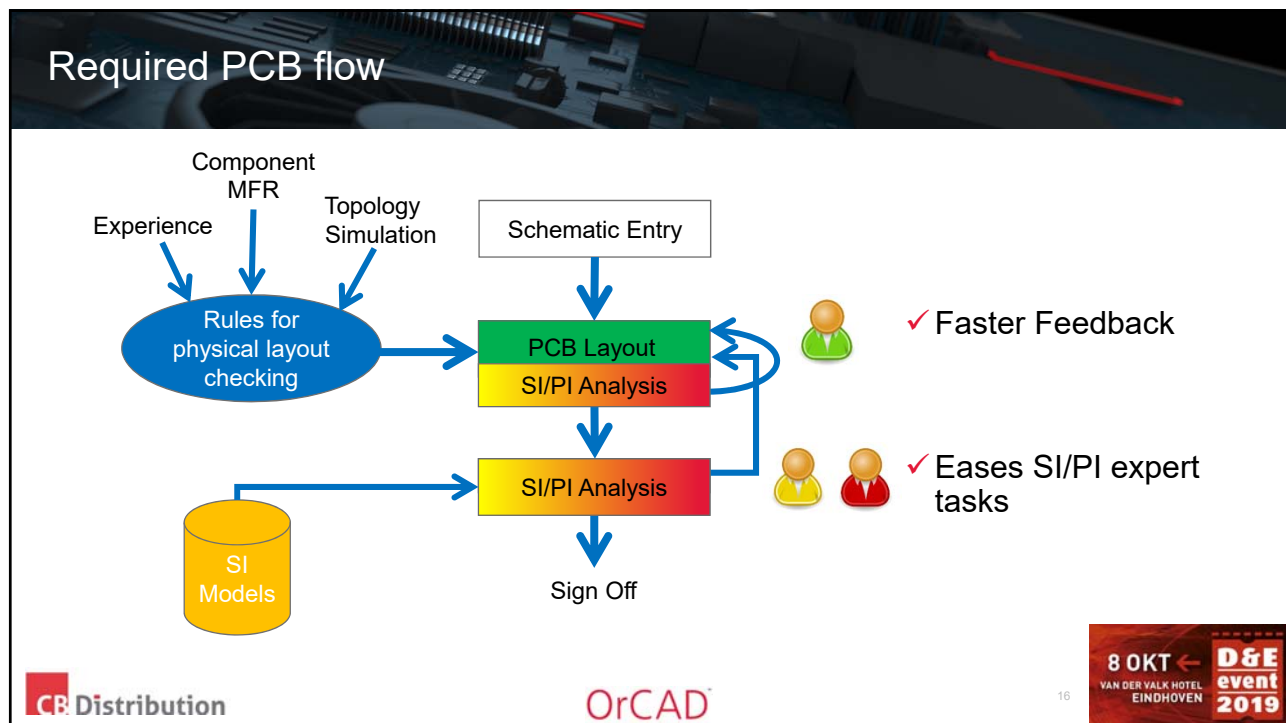 Required PCB flow
Component
MFR
Experience
Topology
Simulation
Schematic Entry
Rules for
physical layout
checking
PCB Layout
SI/PI Analysis
✓ Faster Feedback
SI/PI Analysis
✓ Eases SI/PI expert
tasks
SI
Models
Sign Off
CB Distribution
OrCAD
16
8 OKT ←
VAN DER VALK HOTEL
EINDHOVEN
D&E
event
2019